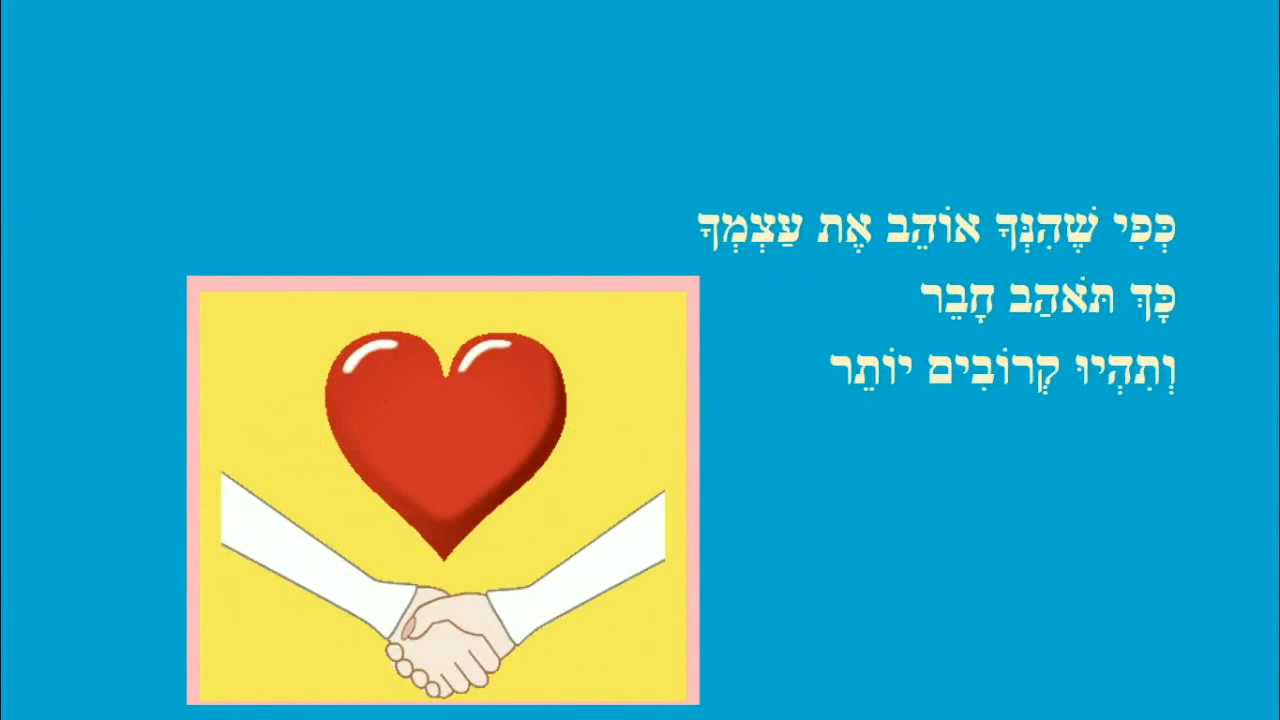 כְּפִי שֶׁהִנְּךָ אוֹהֵב אֶת עַצְמְךָ
כָּךְ תֹּאהַב חָבֵר
וְתִהְיוּ קְרוֹבִים יוֹתֵר